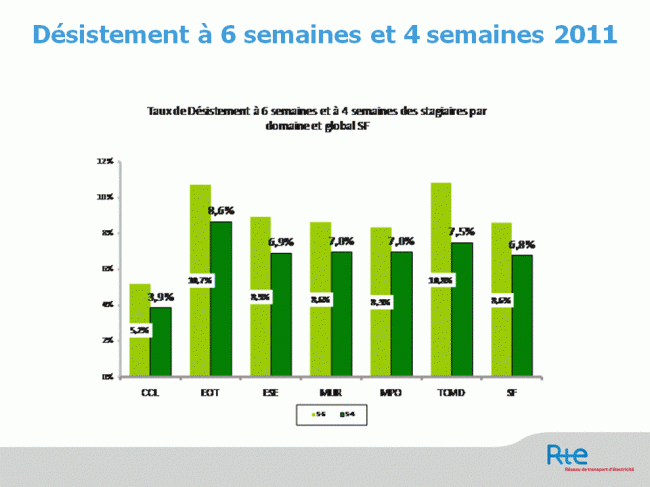 Désistement à 6 semaines et 4 semaines 2011
Taux de Désistement à 6 semaines et à 4 semaines des stagiaires par
domaine et global SF
12%
10%
8%
6%
4%
2%
0%
5,2%
3,9%
10,7%
8,6%
8,9%
6,9%
8,6%
7,0%
8,3%
7,0%
10,8%
7,5%
8,6%
6,8%
CCL
EOT
ESE
MUR
MPO
TOMD
SF
S6
S4
Rte
Réseau de transport d'électricité